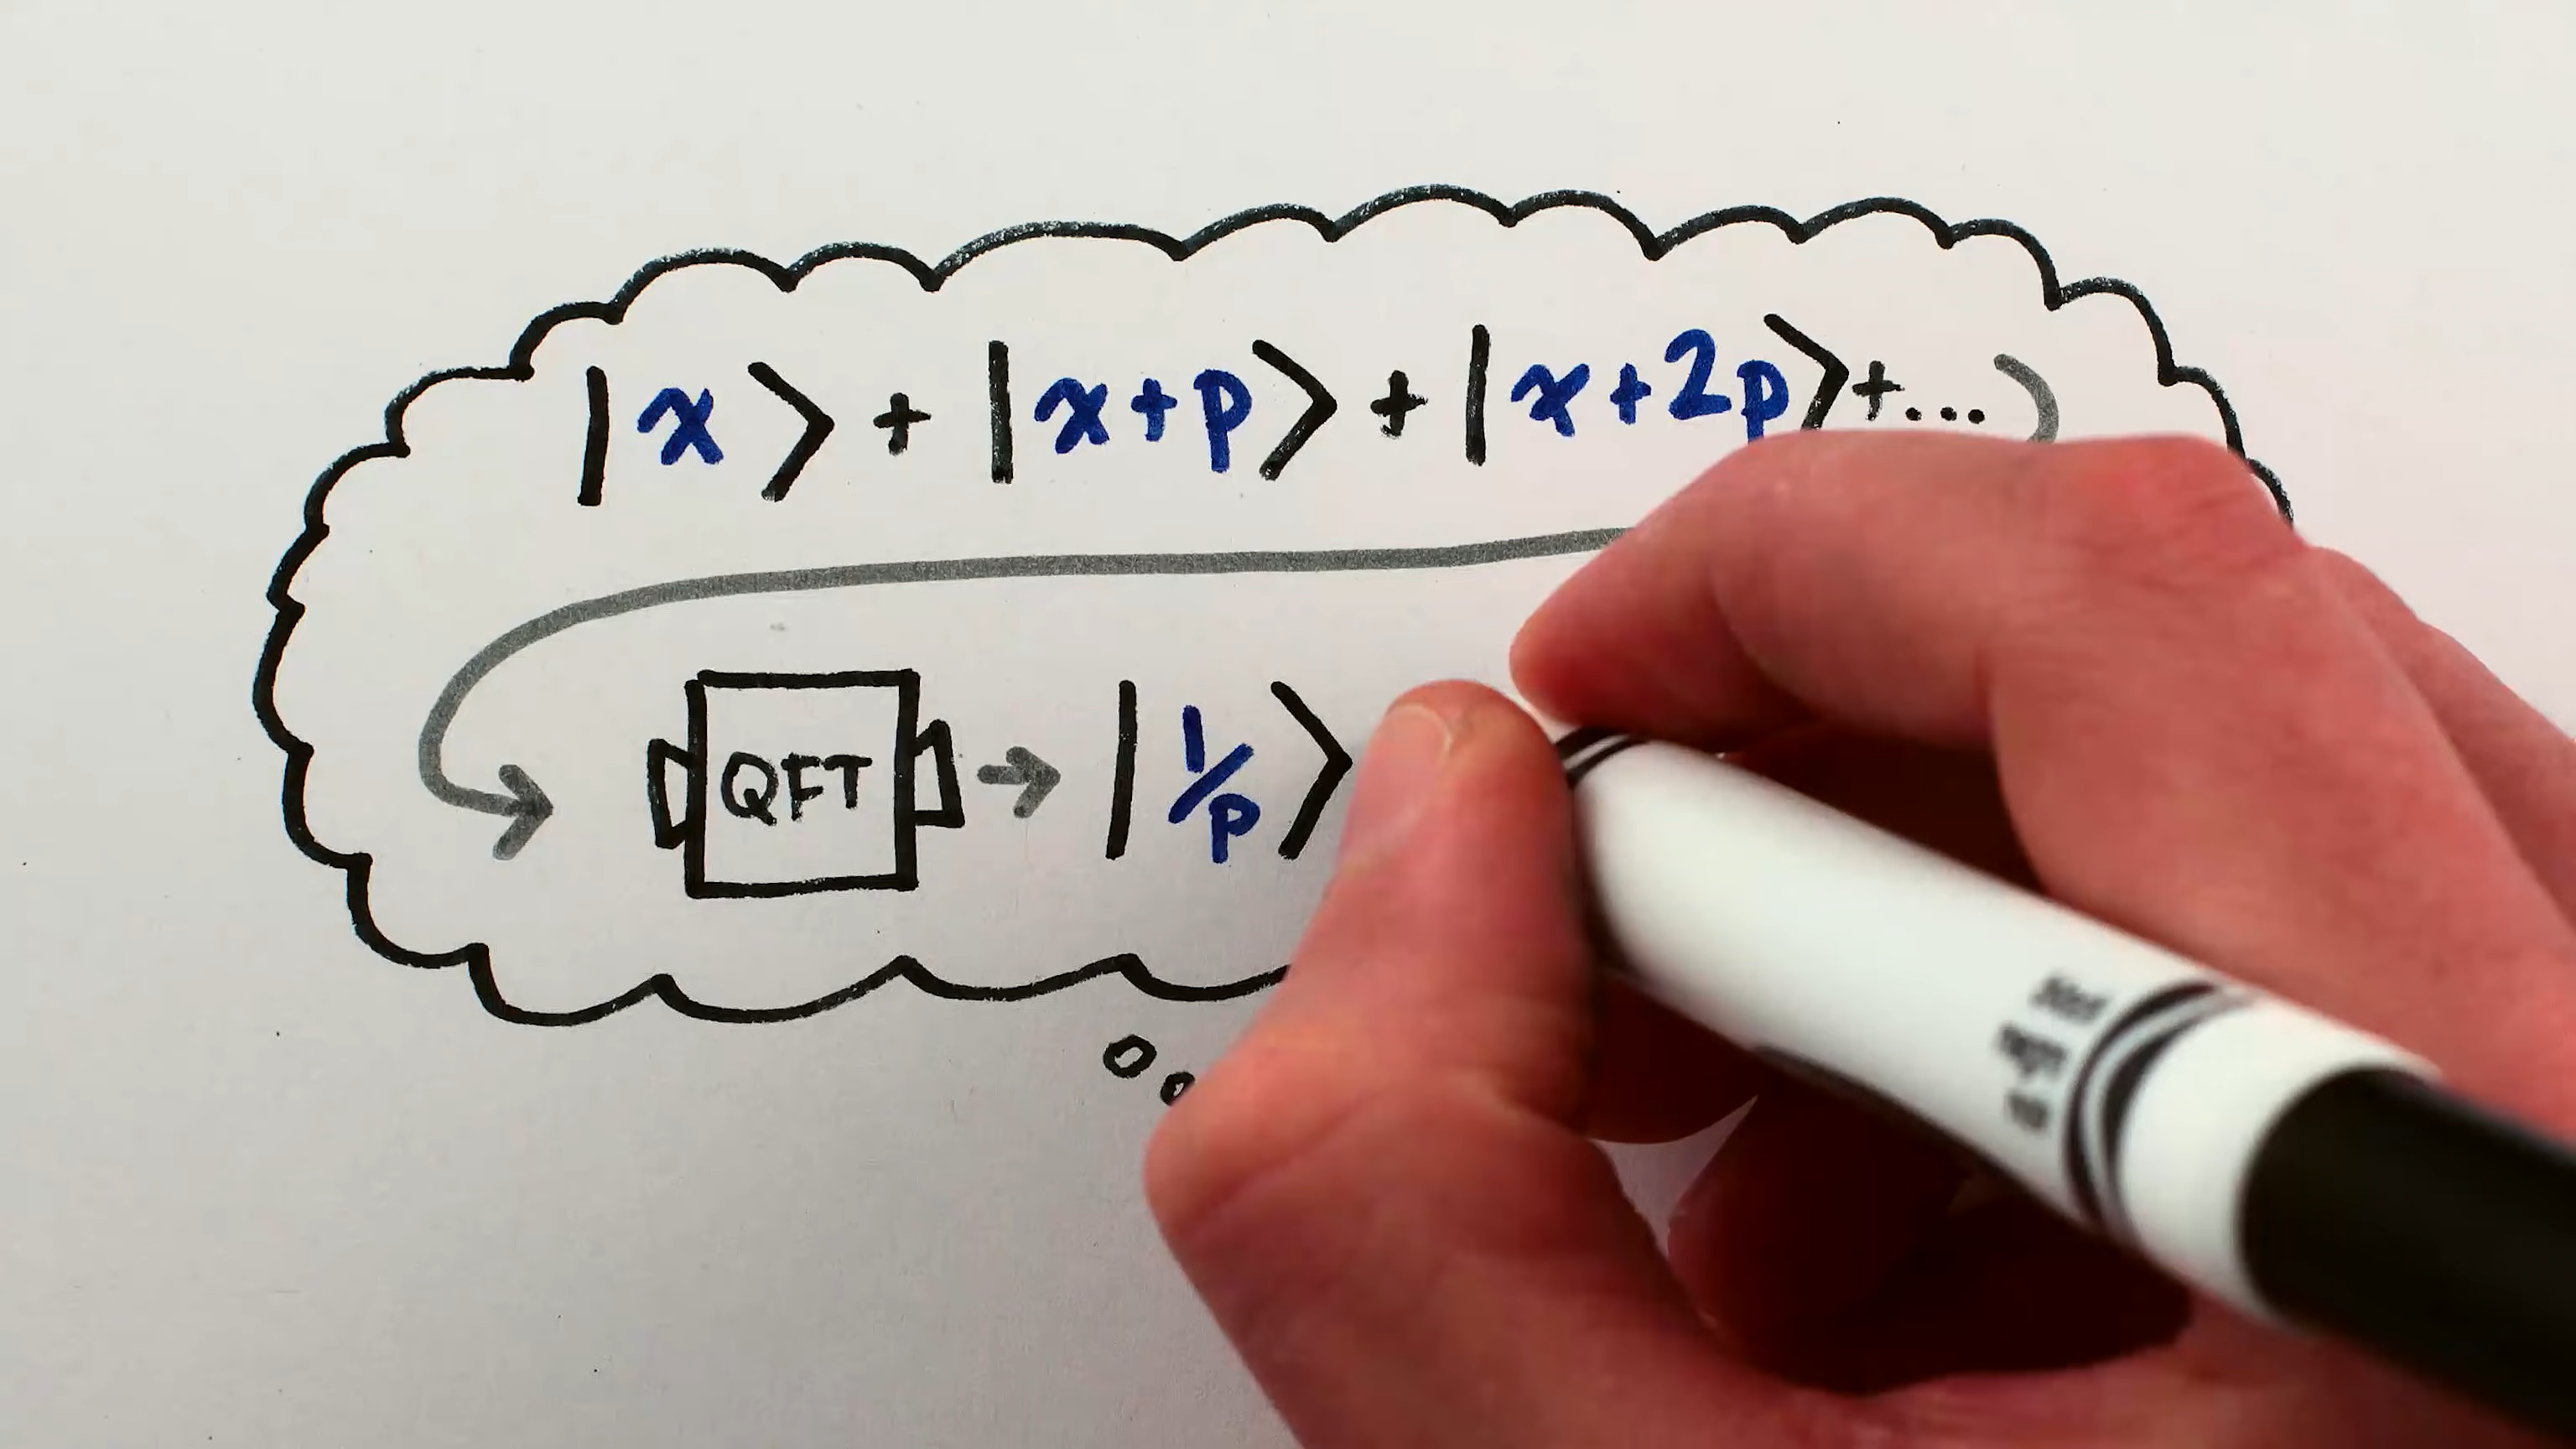 |x⟩ + |x+p⟩ + |x+2p⟩+...
QFT → |1/p⟩